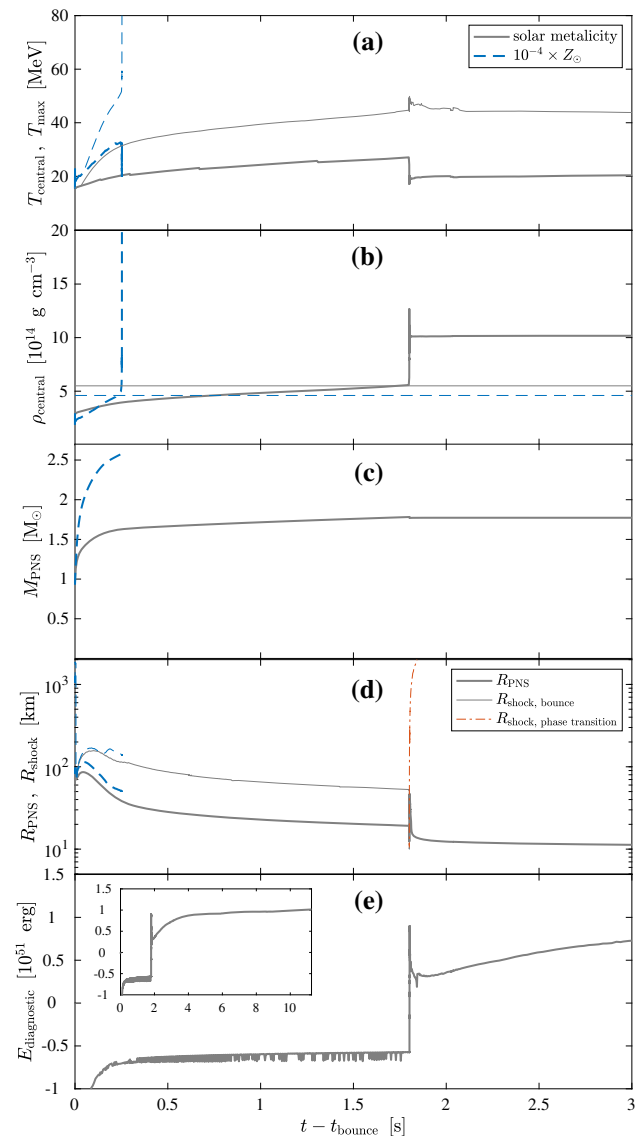 80
60
40
20
0
T_central , T_max [MeV]
(a)
solar metalicity
10^−4 × Z_⊙
20
15
10
5
ρ_central [10^14 g cm^−3]
(b)
2.5
2
1.5
1
0.5
M_PNS [M_⊙]
(c)
10^3
10^2
10^1
R_PNS , R_shock [km]
(d)
R_PNS
R_shock, bounce
R_shock, phase transition
1
0.5
0
-0.5
-1
E_diagnostic [10^51 erg]
(e)
1.5
1
0.5
0
-0.5
-1
0 2 4 6 8 10
0 0.5 1 1.5 2 2.5 3
t − t_bounce [s]